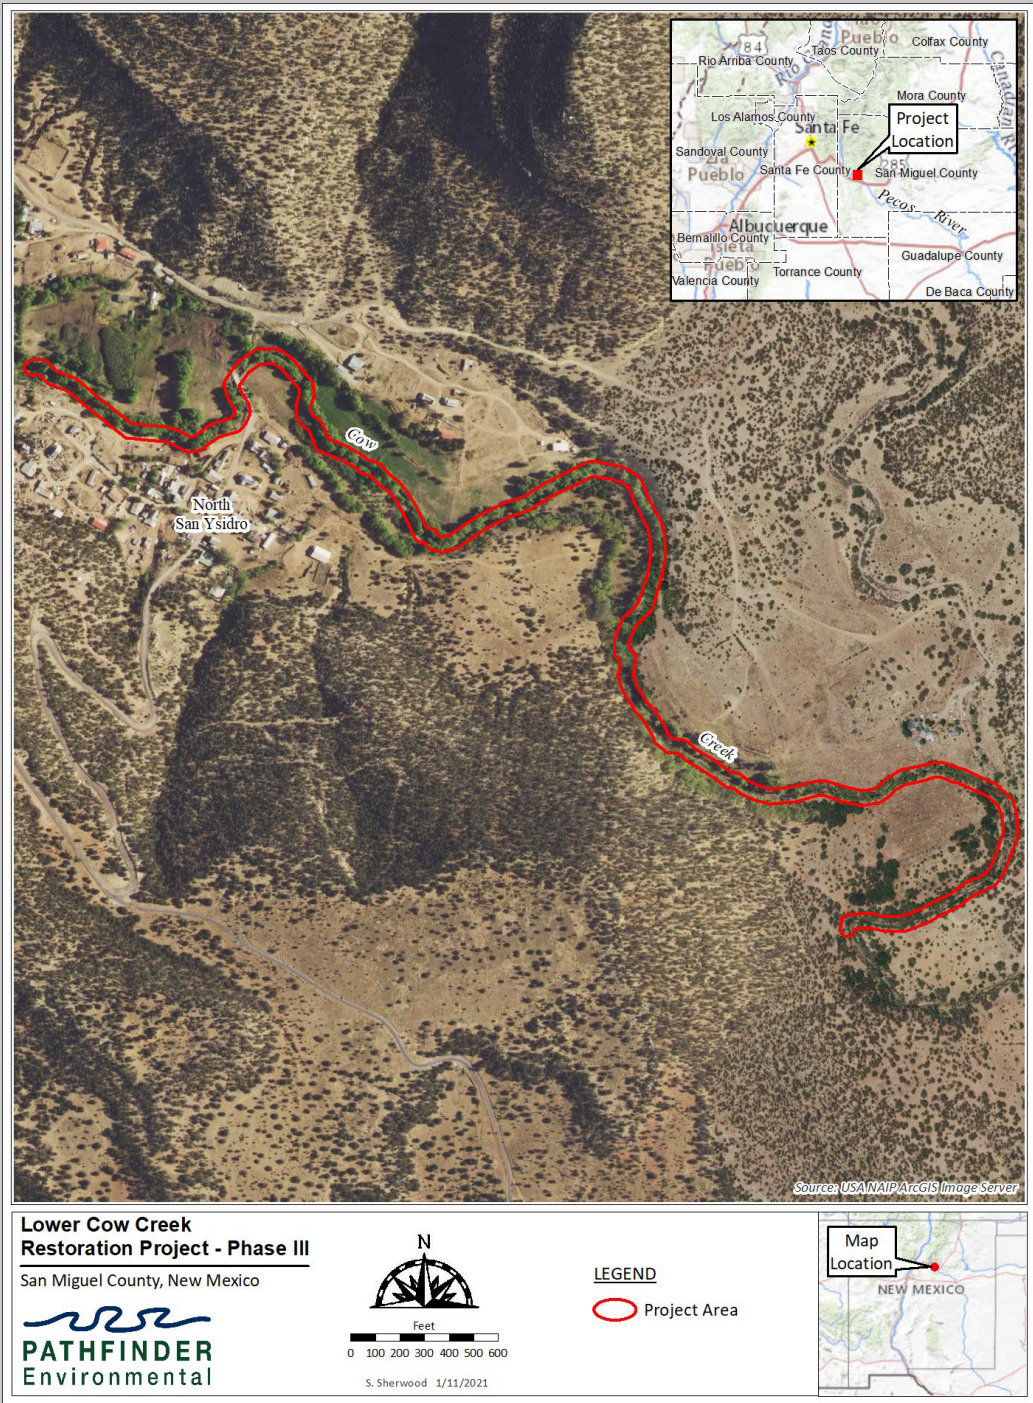 Colfax County
Taos County
Pueblo
84
Rio Arriba County
Canadian
Mora County
Los Alamos County
Project
Location
Santa Fe
Sandoval County
Pueblo
Santa Fe County
285
San Miguel County
Pecos River
Albuquerque
Bernalillo County
Isleta
Pueblo
Guadalupe County
Torrance County
Valencia County
De Baca County
Cow
North
San Ysidro
Creek
Source: USA NAIP ArcGIS Image Server
Lower Cow Creek
Restoration Project - Phase III
San Miguel County, New Mexico
PATHFINDER
Environmental
N
Feet
0 100 200 300 400 500 600
S. Sherwood 1/11/2021
LEGEND
Project Area
Map
Location
NEW MEXICO